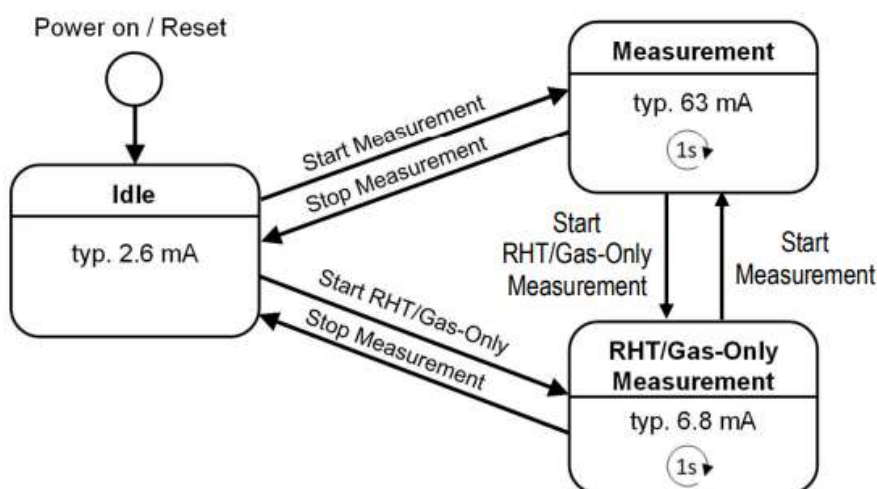 Power on / Reset
Measurement
typ. 63 mA
1s
Start Measurement
Stop Measurement
Idle
typ. 2.6 mA
Start
RHT/Gas-Only
Measurement
Start
Measurement
Start RHT/Gas-Only
Stop Measurement
RHT/Gas-Only
Measurement
typ. 6.8 mA
1s